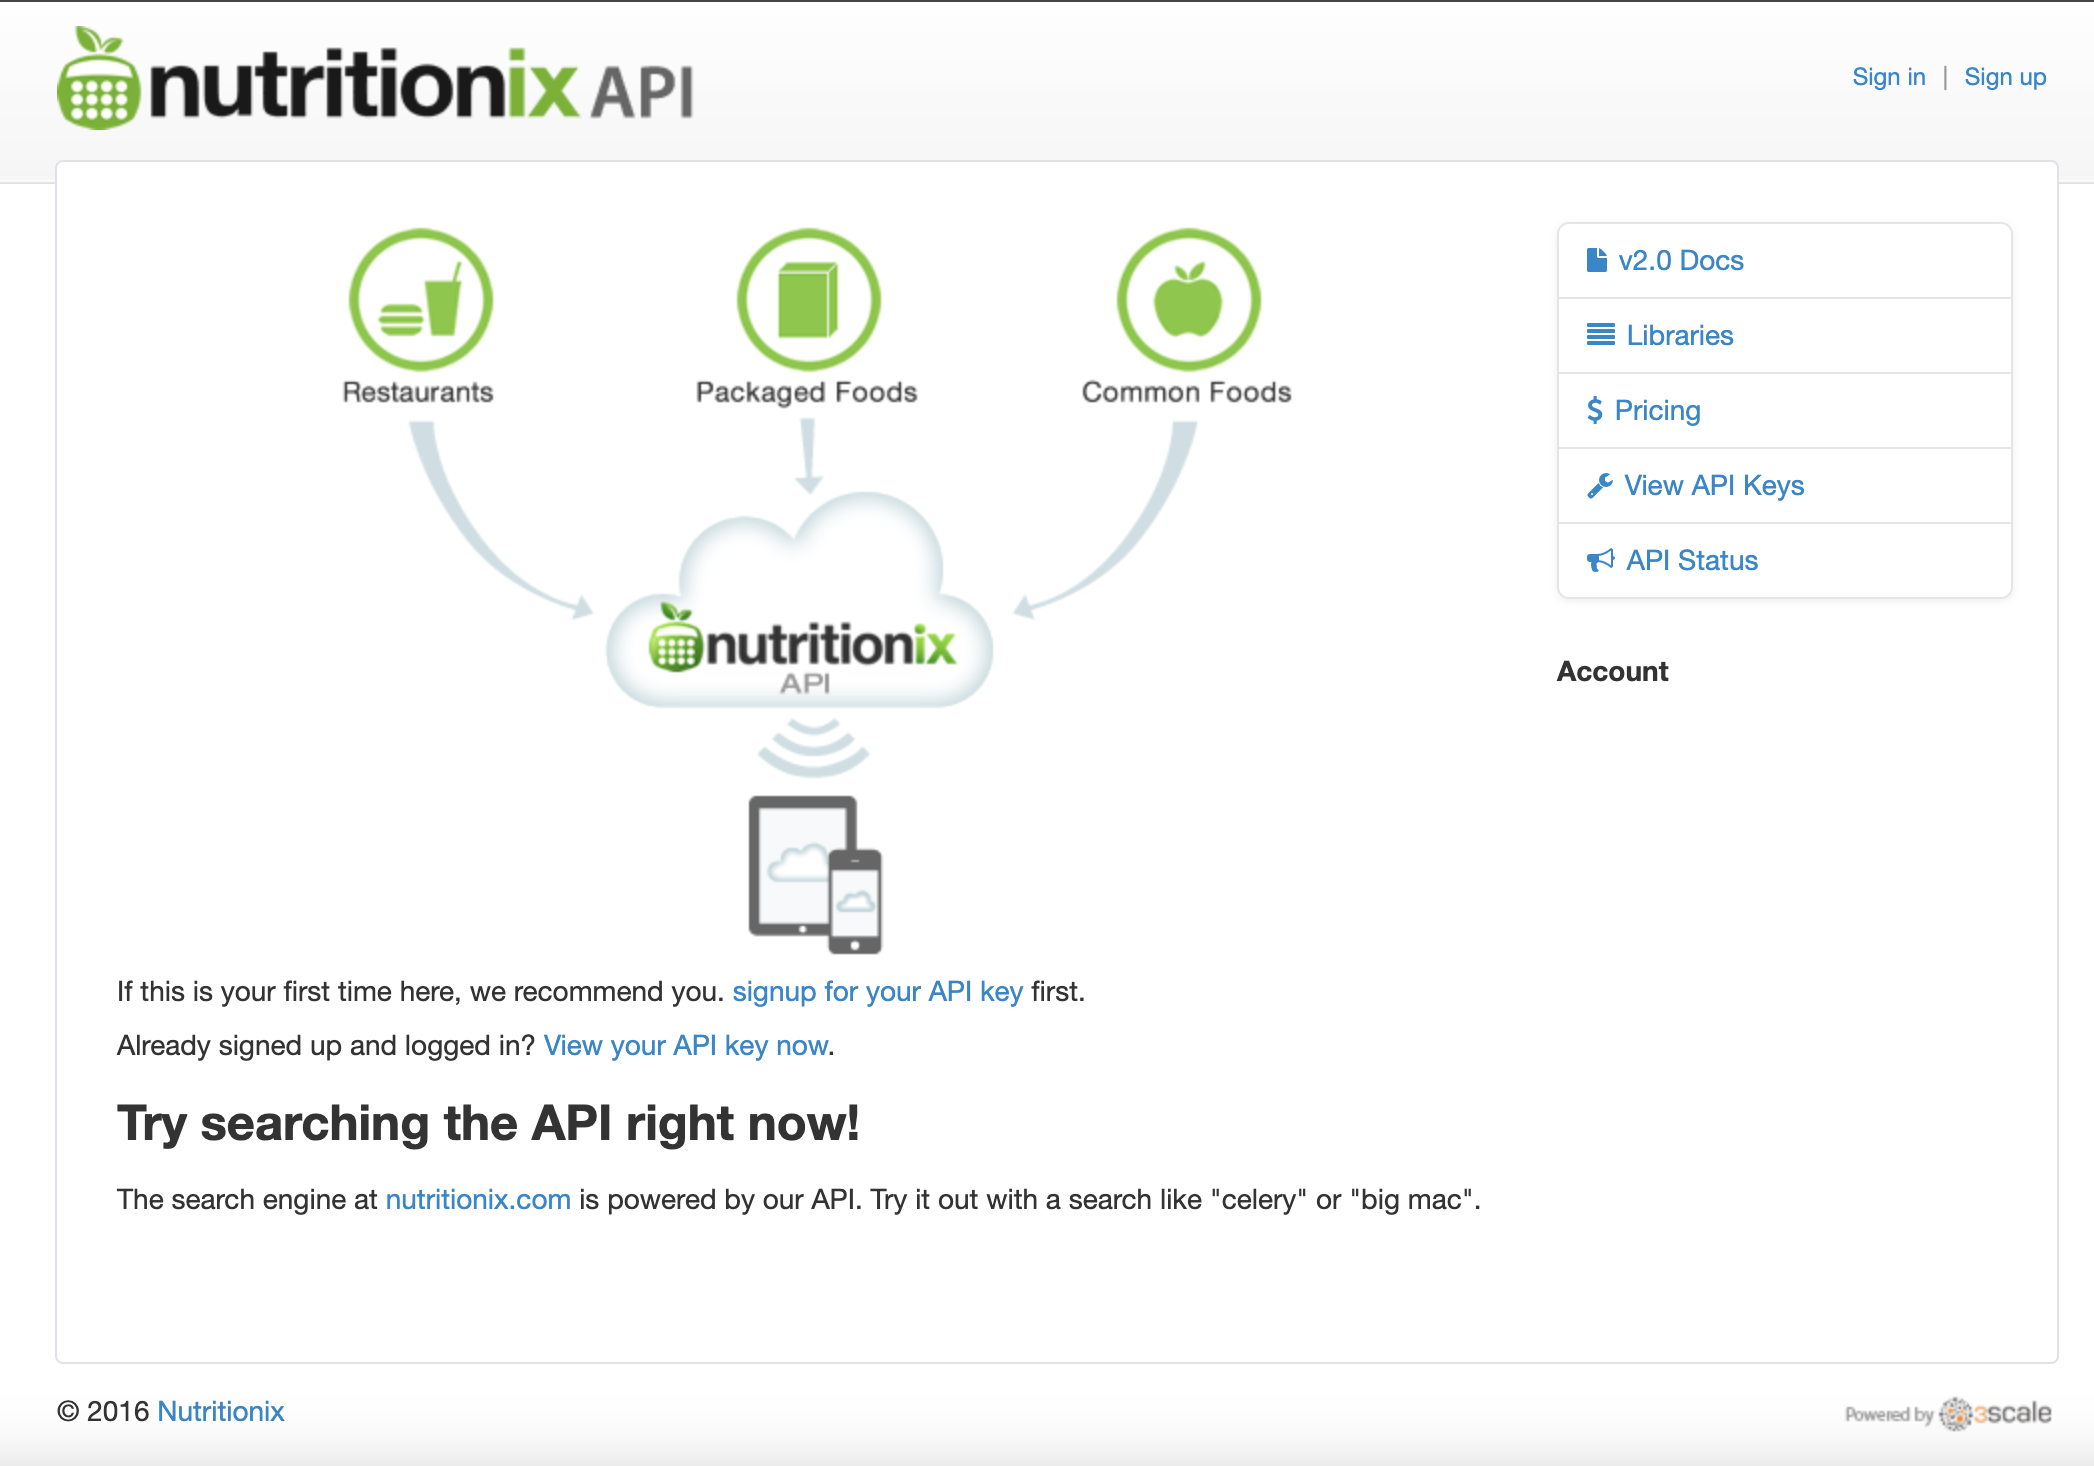 nutritionix API
Sign in | Sign up
Restaurants
Packaged Foods
Common Foods
nutritionix
API
v2.0 Docs
Libraries
Pricing
View API Keys
API Status
Account
If this is your first time here, we recommend you. signup for your API key first.
Already signed up and logged in? View your API key now.
Try searching the API right now!
The search engine at nutritionix.com is powered by our API. Try it out with a search like "celery" or "big mac".
© 2016 Nutritionix
Powered by 3scale